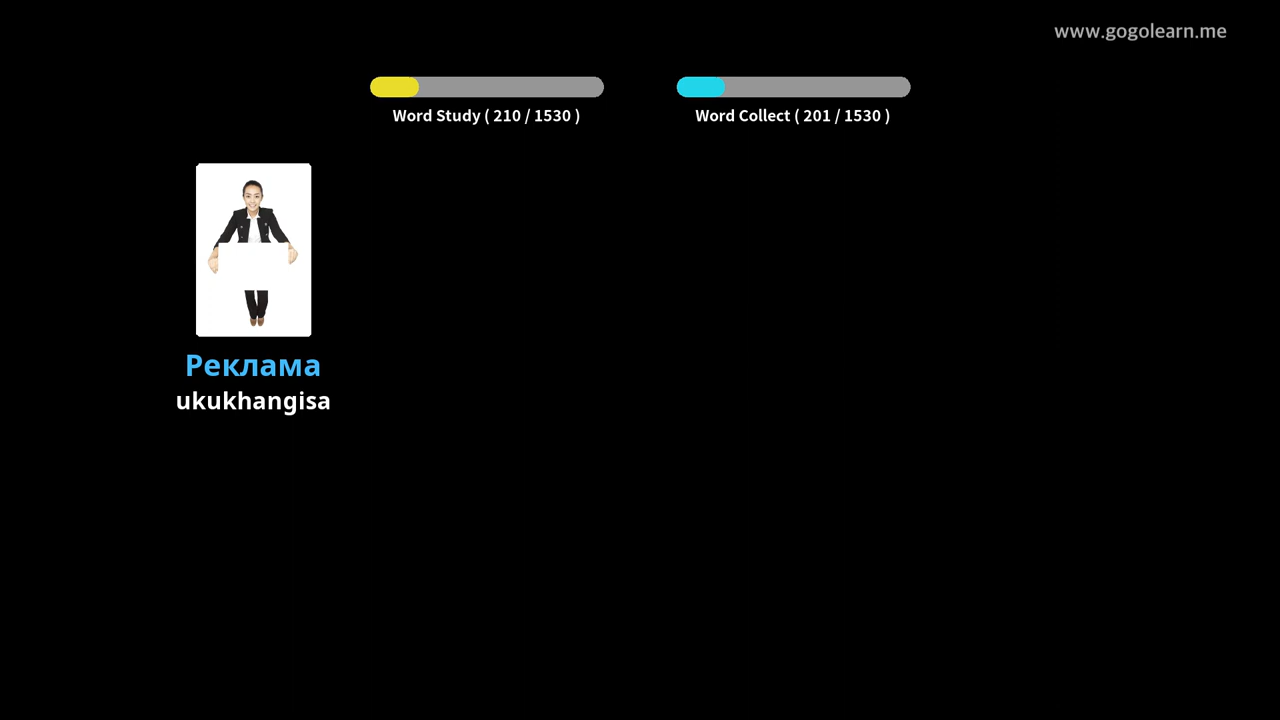 www.gogolearn.me
Word Study ( 210 / 1530 )
Word Collect ( 201 / 1530 )
Реклама
ukukhangisa